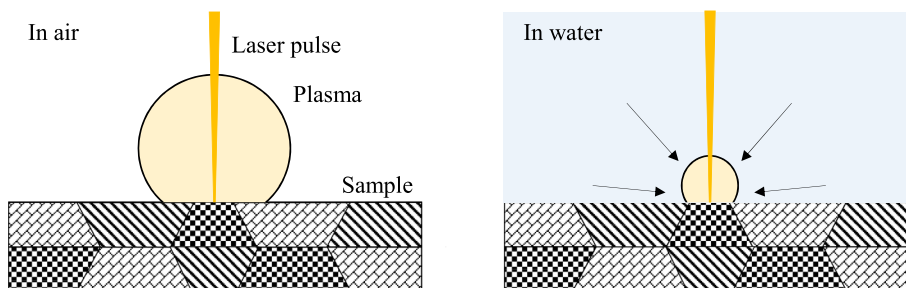 In air
Laser pulse
Plasma
Sample
In water